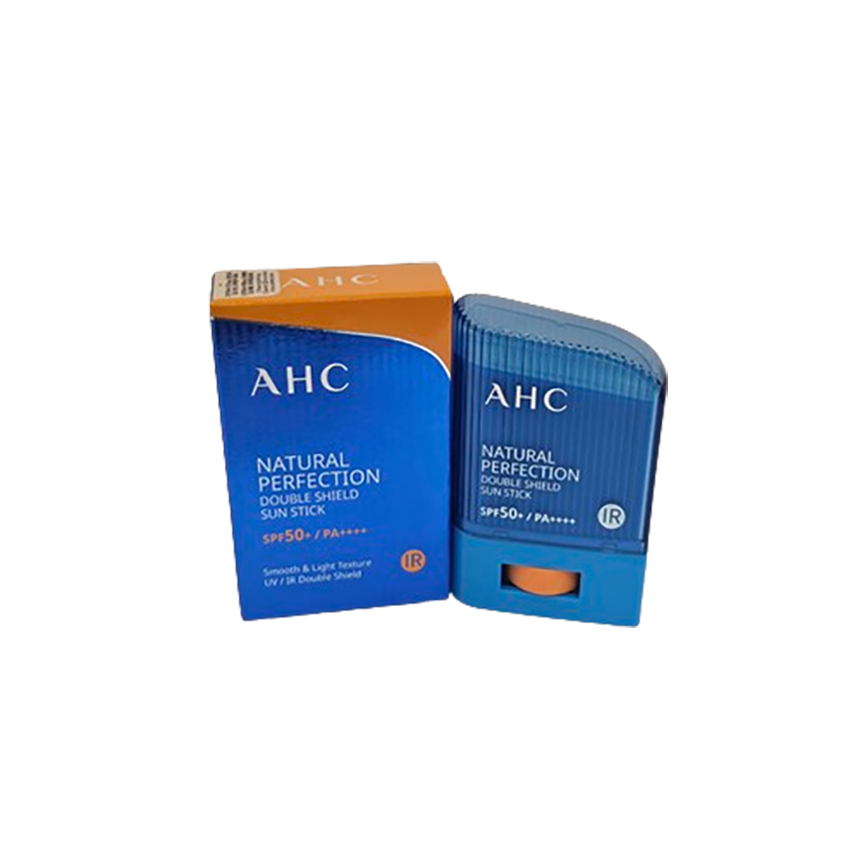 AHC
AHC
NATURAL
PERFECTION
DOUBLE SHIELD
SUN STICK
SPF50+ / PA++++
Smooth & Light Texture
UV / IR Double Shield
IR
AHC
NATURAL
PERFECTION
DOUBLE SHIELD
SUN STICK
SPF50+ / PA++++
IR